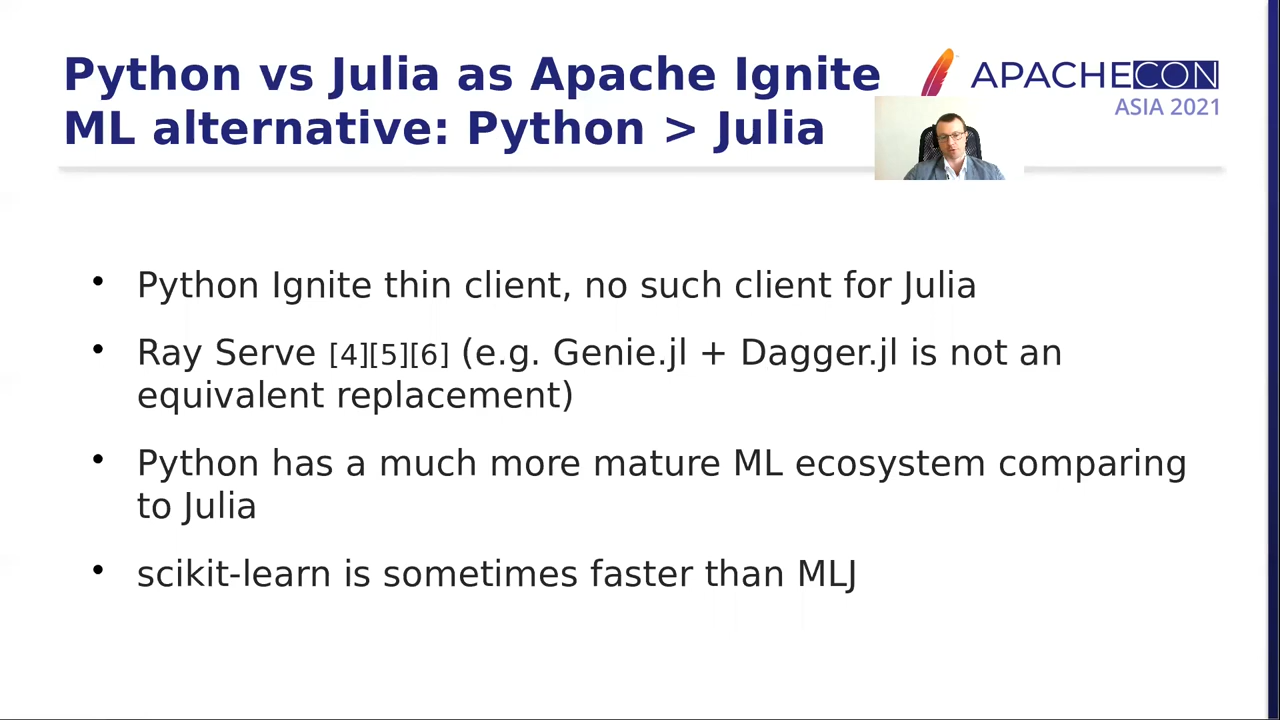 Python vs Julia as Apache Ignite
ML alternative: Python > Julia
APACHECON
ASIA 2021
• Python Ignite thin client, no such client for Julia
• Ray Serve [4][5][6] (e.g. Genie.jl + Dagger.jl is not an
equivalent replacement)
• Python has a much more mature ML ecosystem comparing
to Julia
• scikit-learn is sometimes faster than MLJ